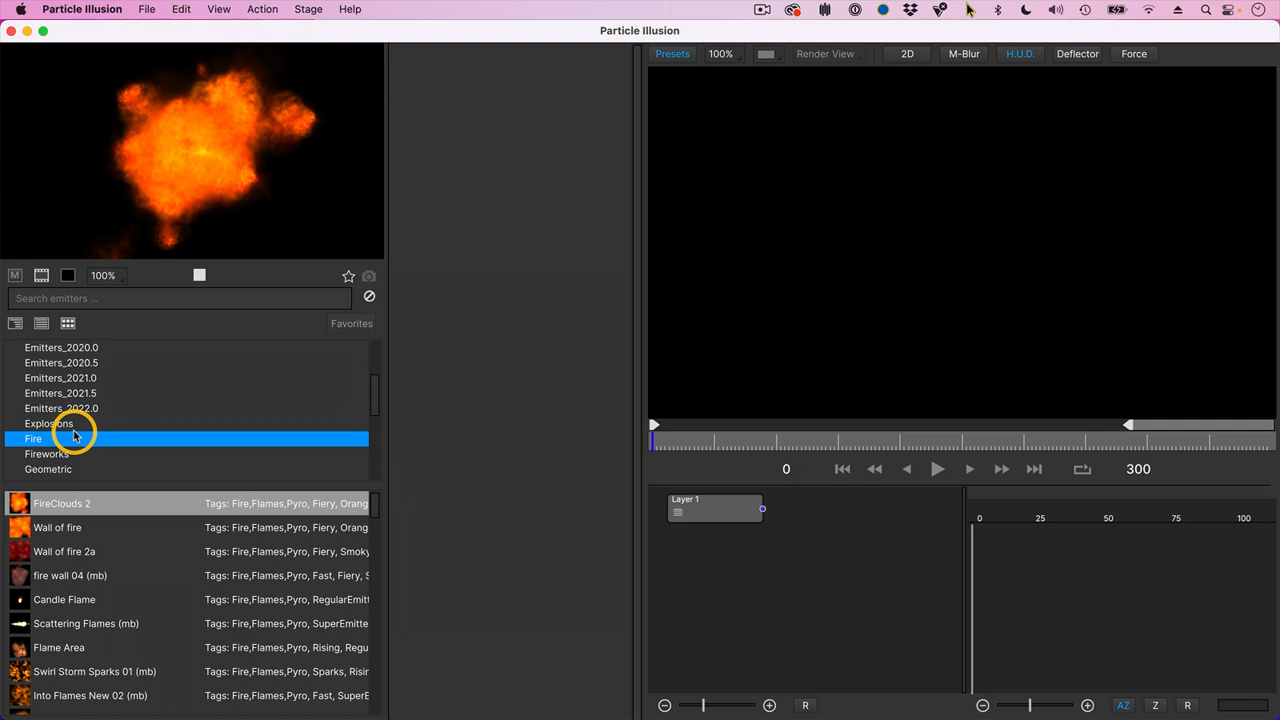 Particle Illusion File Edit View Action Stage Help
Particle Illusion
Presets 100% Render View 2D M-Blur H.U.D. Deflector Force
M 100%
Search emitters ...
Favorites
Emitters_2020.0
Emitters_2020.5
Emitters_2021.0
Emitters_2021.5
Emitters_2022.0
Explosions
Fire
Fireworks
Geometric
FireClouds 2 Tags: Fire,Flames,Pyro, Fiery, Orang
Wall of fire Tags: Fire,Flames,Pyro, Fiery, Orang
Wall of fire 2a Tags: Fire,Flames,Pyro, Fiery, Smoky
fire wall 04 (mb) Tags: Fire,Flames,Pyro, Fast, Fiery, S
Candle Flame Tags: Fire,Flames,Pyro, RegularEmitt
Scattering Flames (mb) Tags: Fire,Flames,Pyro, SuperEmitte
Flame Area Tags: Fire,Flames,Pyro, Rising, Regu
Swirl Storm Sparks 01 (mb) Tags: Fire,Flames,Pyro, Sparks, Risin
Into Flames New 02 (mb) Tags: Fire,Flames,Pyro, Fast, SuperE
0 300
Layer 1
0 25 50 75 100
R AZ Z R